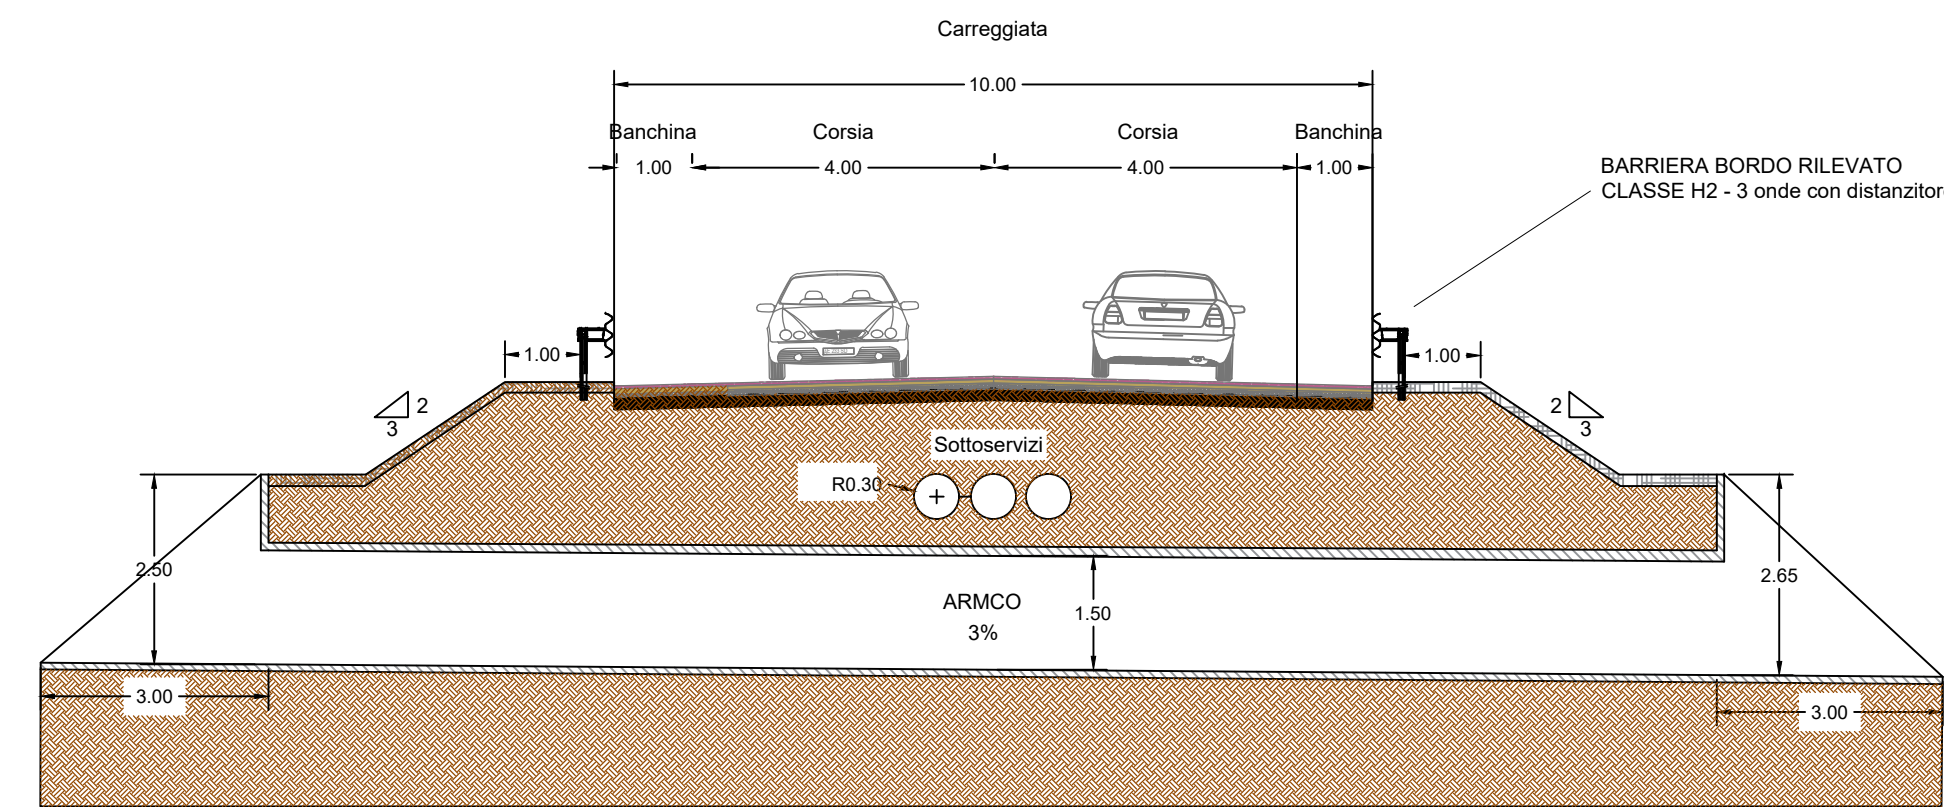 Carreggiata
10.00
Banchina Corsia Corsia Banchina
1.00 4.00 4.00 1.00
BARRIERA BORDO RILEVATO
CLASSE H2 - 3 onde con distanzitor
1.00 1.00
2 2
3 3
Sottoservizi
R0.30
2.50 2.65
ARMCO 1.50
3%
3.00 3.00